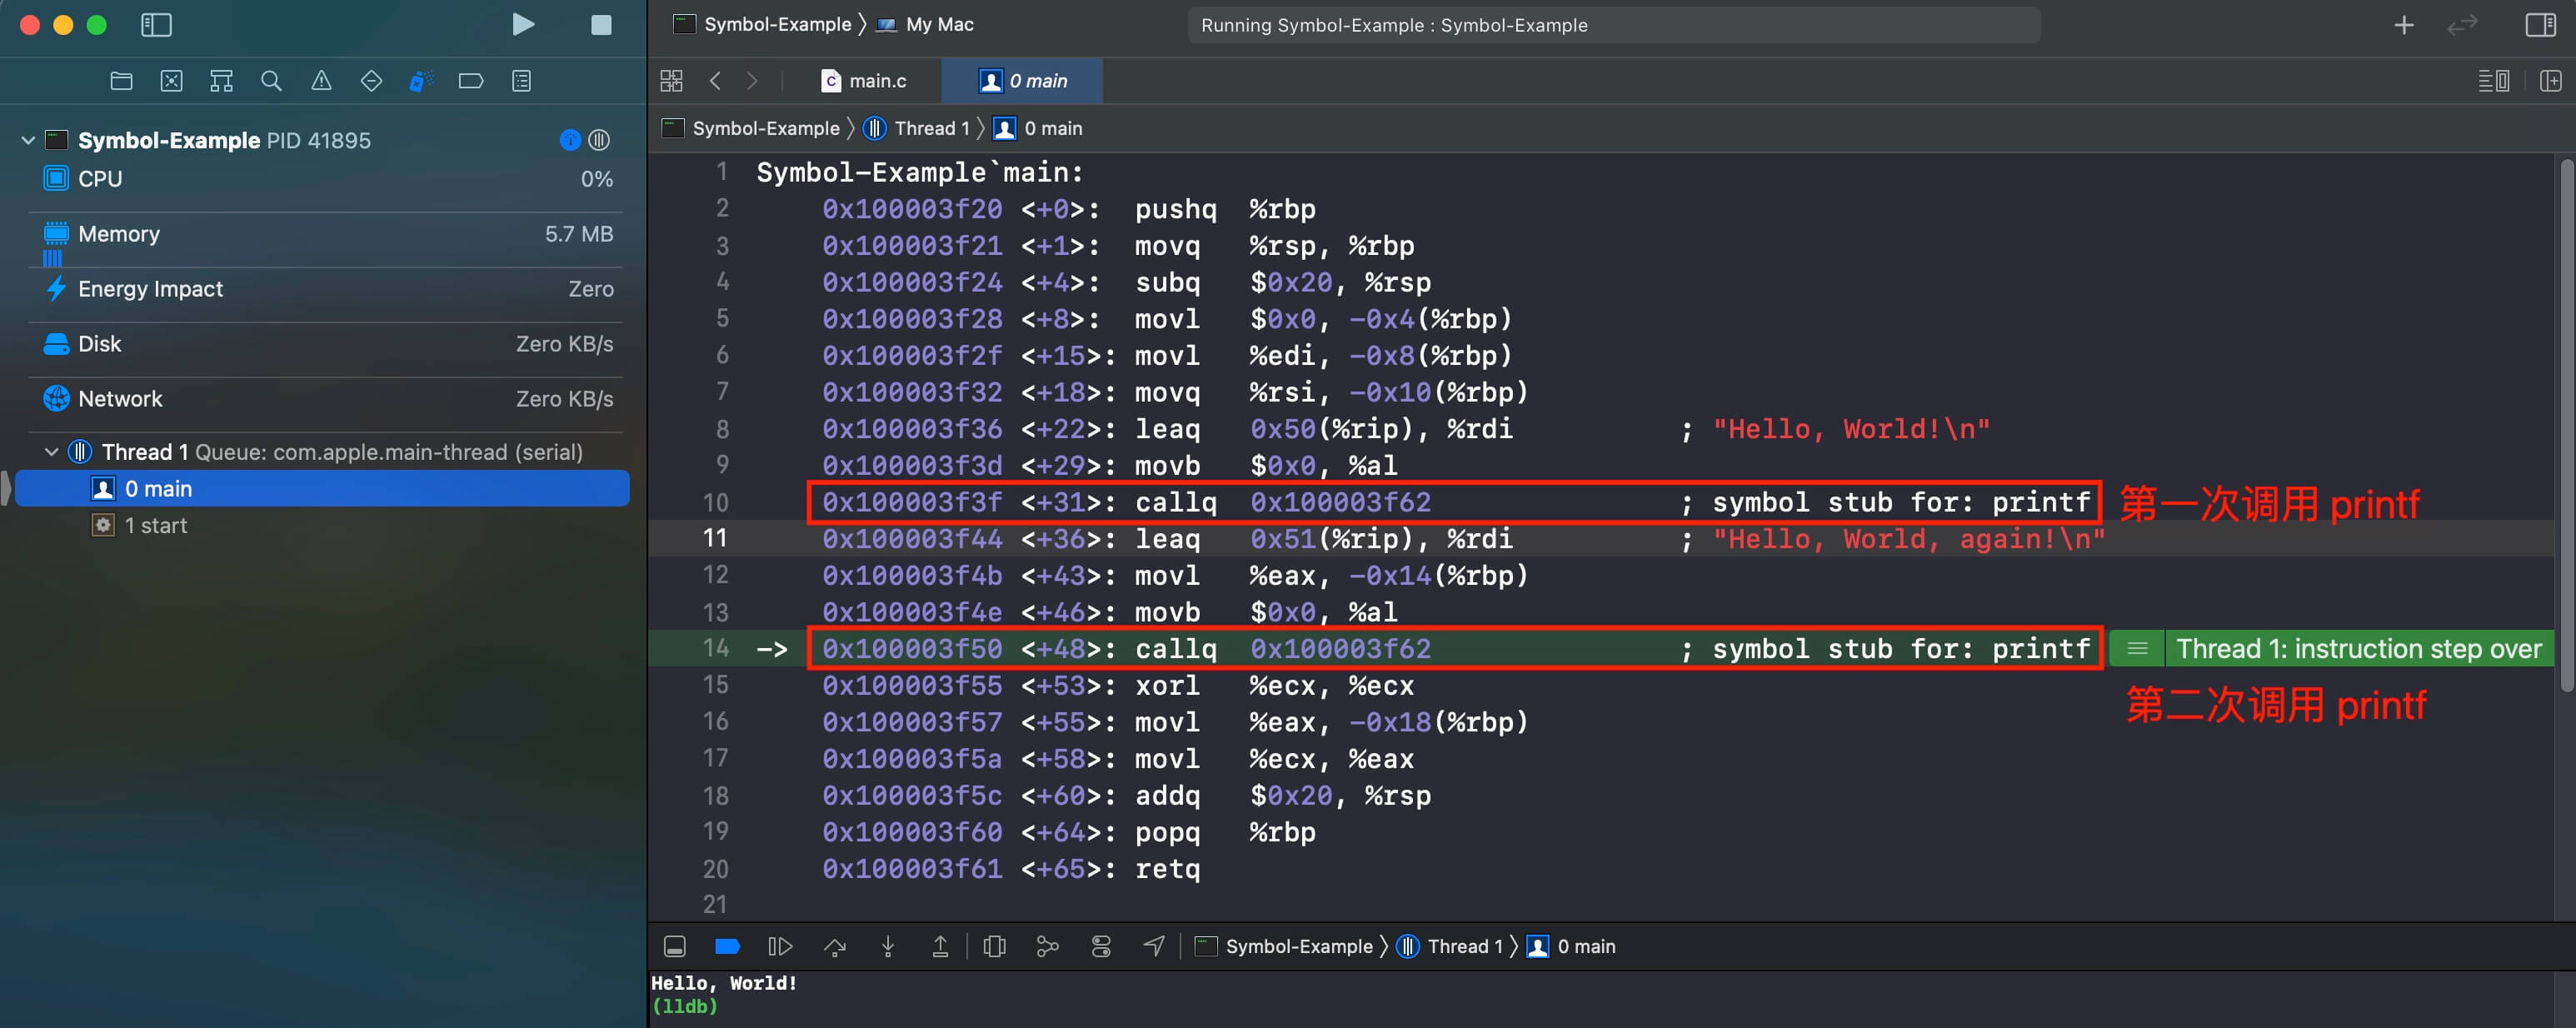 Symbol-Example 〉 My Mac
Running Symbol-Example : Symbol-Example
main.c
0 main
Symbol-Example 〉 Thread 1 〉 0 main
Symbol-Example PID 41895
CPU 0%
Memory 5.7 MB
Energy Impact Zero
Disk Zero KB/s
Network Zero KB/s
Thread 1 Queue: com.apple.main-thread (serial)
0 main
1 start
1 Symbol-Example`main:
2 0x100003f20 <+0>: pushq %rbp
3 0x100003f21 <+1>: movq %rsp, %rbp
4 0x100003f24 <+4>: subq $0x20, %rsp
5 0x100003f28 <+8>: movl $0x0, -0x4(%rbp)
6 0x100003f2f <+15>: movl %edi, -0x8(%rbp)
7 0x100003f32 <+18>: movq %rsi, -0x10(%rbp)
8 0x100003f36 <+22>: leaq 0x50(%rip), %rdi ; "Hello, World!\n"
9 0x100003f3d <+29>: movb $0x0, %al
10 0x100003f3f <+31>: callq 0x100003f62 ; symbol stub for: printf 第一次调用 printf
11 0x100003f44 <+36>: leaq 0x51(%rip), %rdi ; "Hello, World, again!\n"
12 0x100003f4b <+43>: movl %eax, -0x14(%rbp)
13 0x100003f4e <+46>: movb $0x0, %al
14 -> 0x100003f50 <+48>: callq 0x100003f62 ; symbol stub for: printf Thread 1: instruction step over
15 0x100003f55 <+53>: xorl %ecx, %ecx
第二次调用 printf
16 0x100003f57 <+55>: movl %eax, -0x18(%rbp)
17 0x100003f5a <+58>: movl %ecx, %eax
18 0x100003f5c <+60>: addq $0x20, %rsp
19 0x100003f60 <+64>: popq %rbp
20 0x100003f61 <+65>: retq
21
Symbol-Example 〉 Thread 1 〉 0 main
Hello, World!
(lldb)